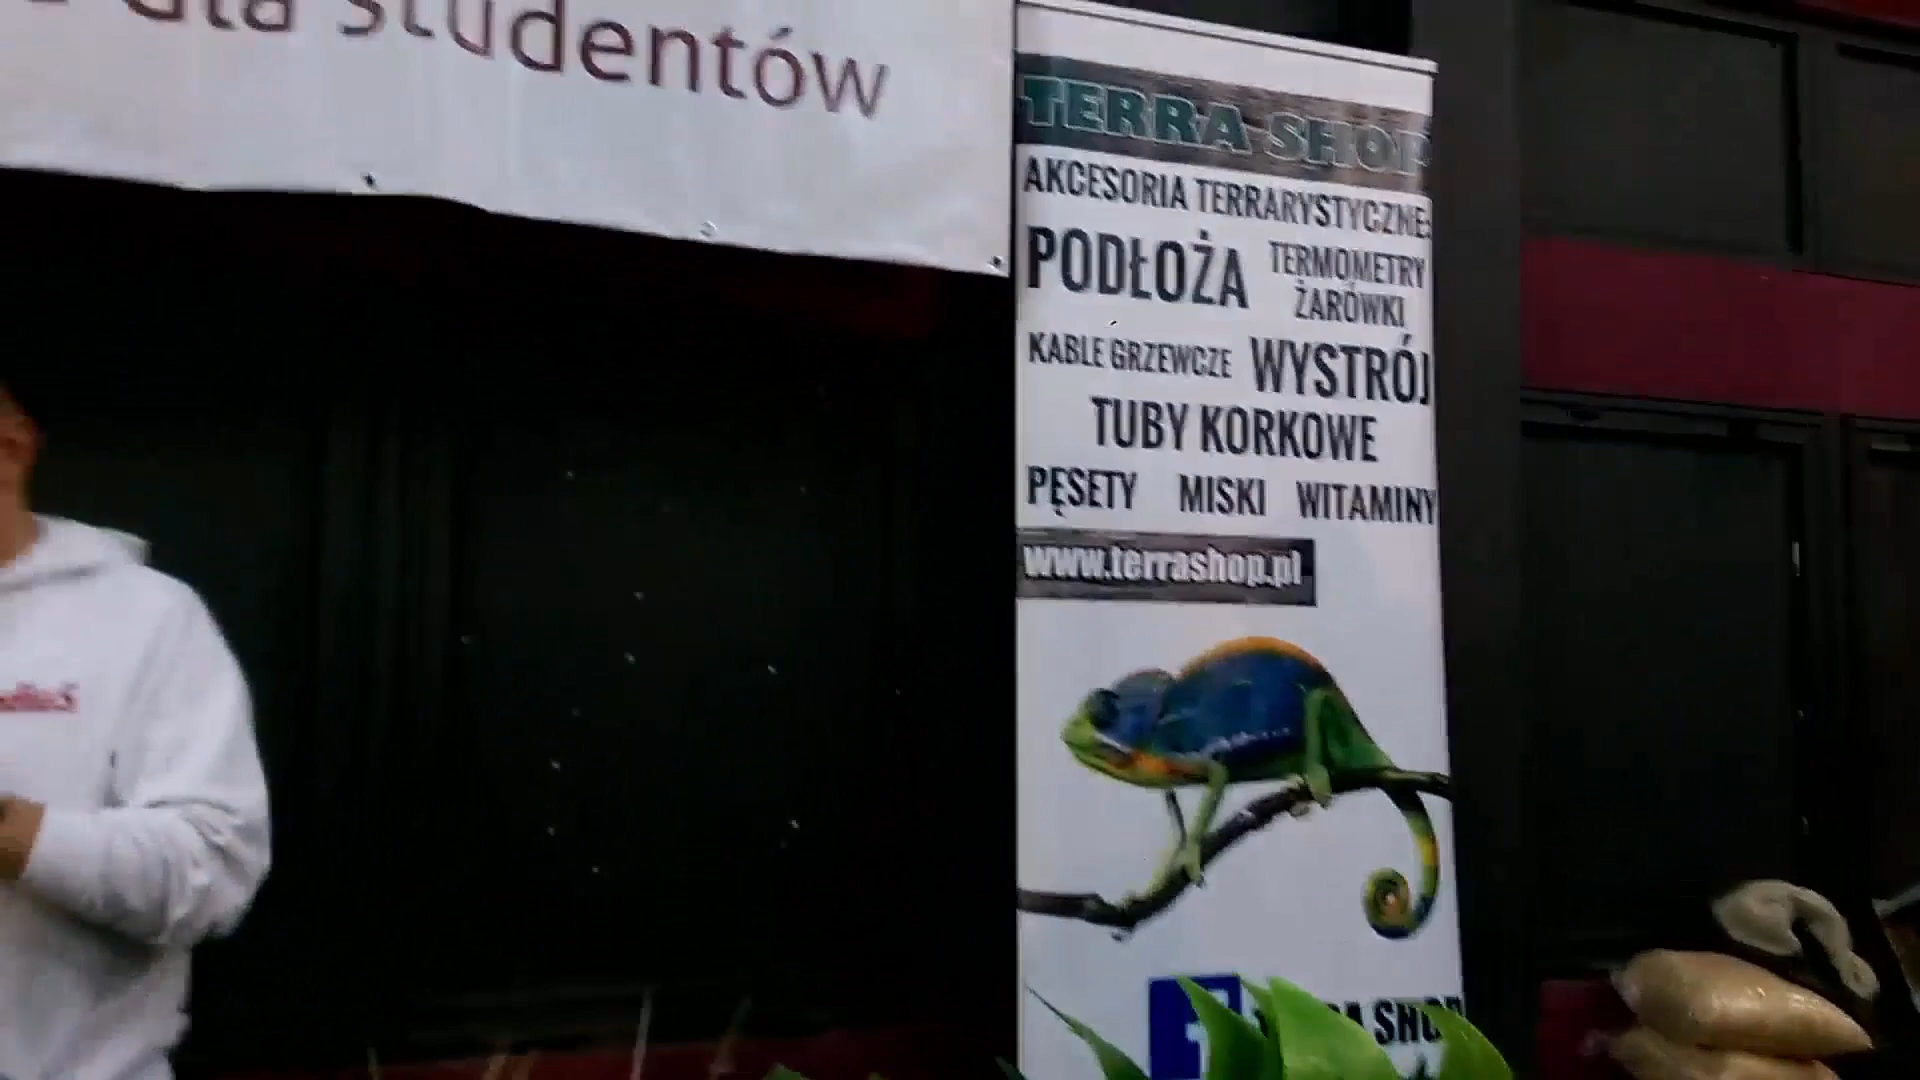 dla studentów
TERRA SHOP
AKCESORIA TERRARYSTYCZNE:
PODŁOŻA
TERMOMETRY
ŻARÓWKI
KABLE GRZEWCZE WYSTRÓJ
TUBY KORKOWE
PĘSETY MISKI WITAMINY
www.terrashop.pl
f
SHOP